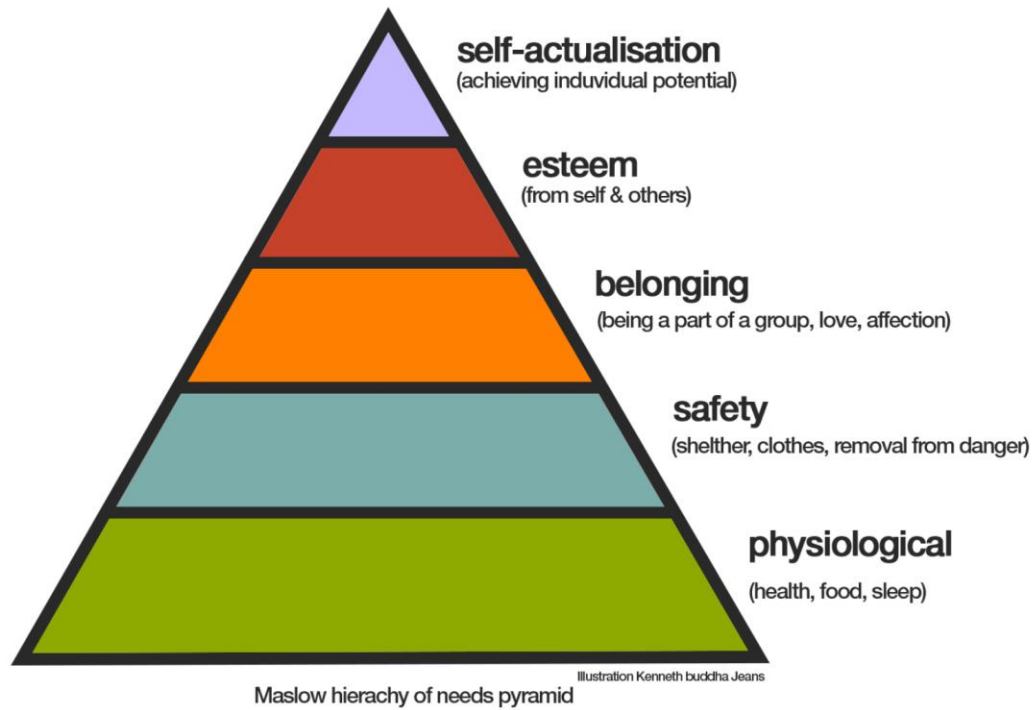 self-actualisation
(achieving induvidual potential)
esteem
(from self & others)
belonging
(being a part of a group, love, affection)
safety
(shelther, clothes, removal from danger)
physiological
(health, food, sleep)
Illustration Kenneth buddha Jeans
Maslow hierachy of needs pyramid